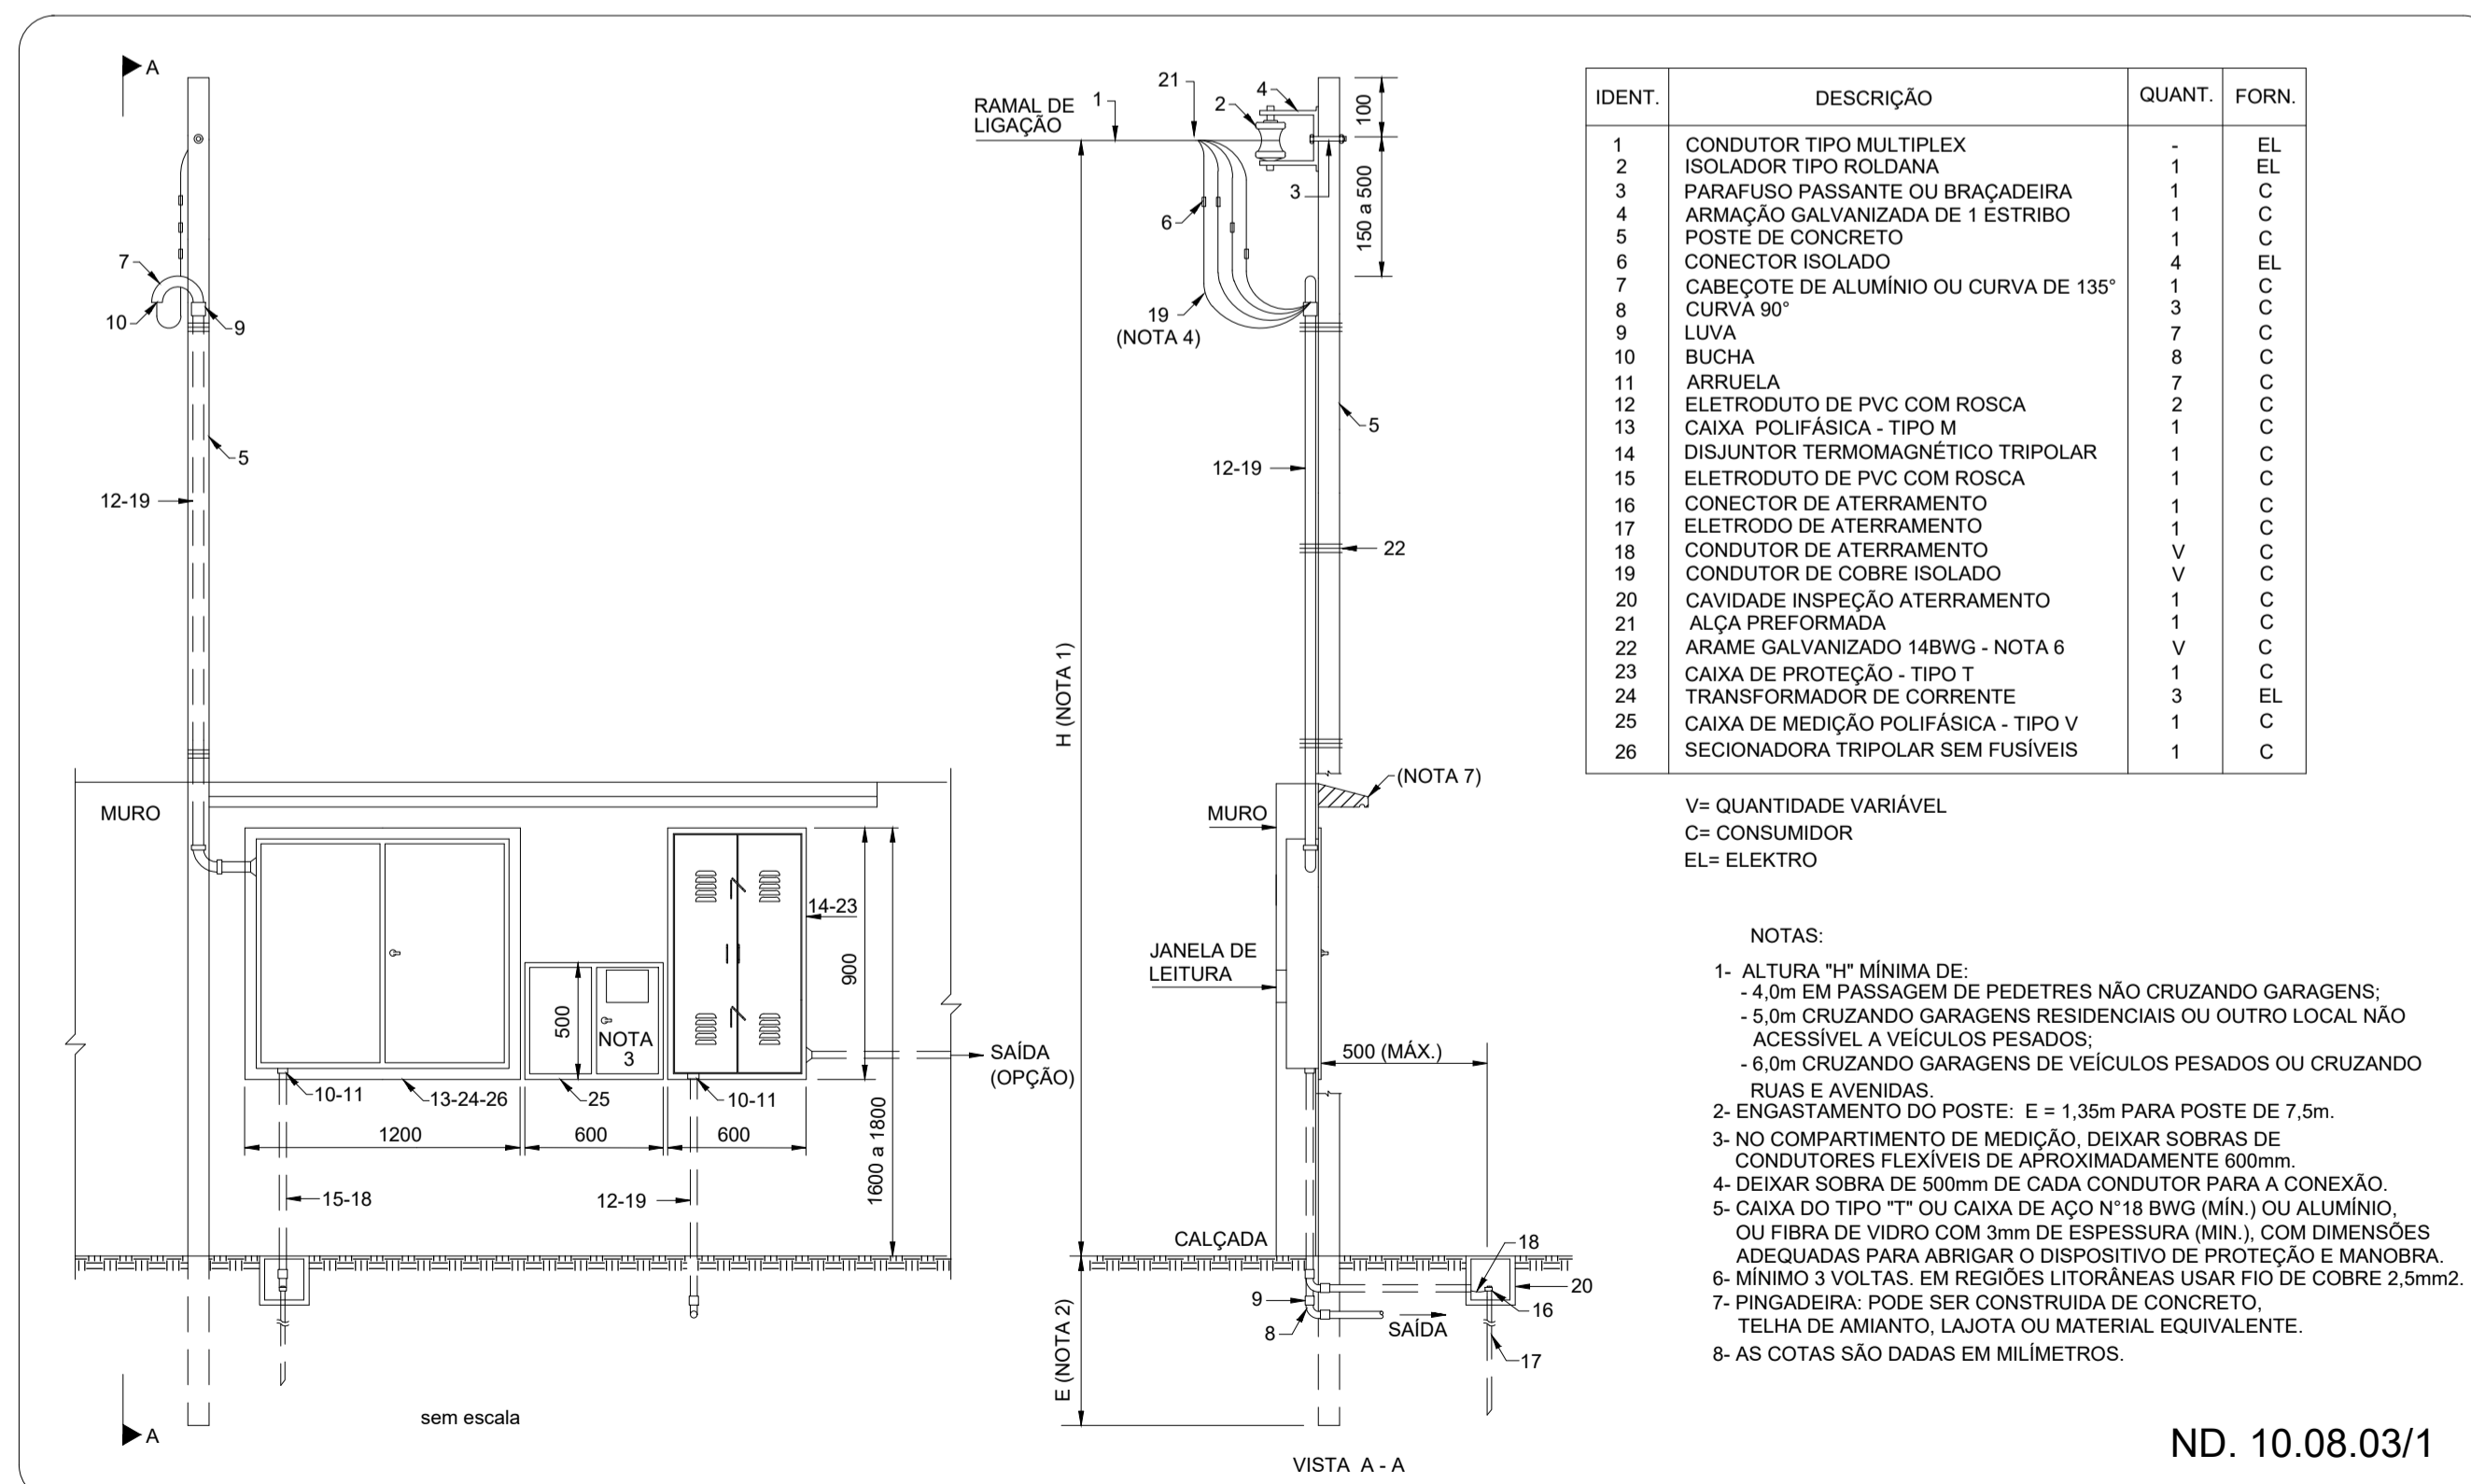 A
7
10
9
5
12-19
MURO
14-23
900
500
NOTA
3
SAÍDA
(OPÇÃO)
10-11
13-24-26
25
10-11
1200
600
600
1600 a 1800
15-18
12-19
A
sem escala
RAMAL DE
LIGAÇÃO
1
21
2
4
100
3
150 a 500
6
19
(NOTA 4)
5
12-19
22
H (NOTA 1)
(NOTA 7)
MURO
JANELA DE
LEITURA
500 (MÁX.)
CALÇADA
18
20
9
16
8
SAÍDA
17
E (NOTA 2)
VISTA A - A
IDENT. DESCRIÇÃO QUANT. FORN.
1 CONDUTOR TIPO MULTIPLEX - EL
2 ISOLADOR TIPO ROLDANA 1 EL
3 PARAFUSO PASSANTE OU BRAÇADEIRA 1 C
4 ARMAÇÃO GALVANIZADA DE 1 ESTRIBO 1 C
5 POSTE DE CONCRETO 1 C
6 CONECTOR ISOLADO 4 EL
7 CABEÇOTE DE ALUMÍNIO OU CURVA DE 135° 1 C
8 CURVA 90° 3 C
9 LUVA 7 C
10 BUCHA 8 C
11 ARRUELA 7 C
12 ELETRODUTO DE PVC COM ROSCA 2 C
13 CAIXA POLIFÁSICA - TIPO M 1 C
14 DISJUNTOR TERMOMAGNÉTICO TRIPOLAR 1 C
15 ELETRODUTO DE PVC COM ROSCA 1 C
16 CONECTOR DE ATERRAMENTO 1 C
17 ELETRODO DE ATERRAMENTO 1 C
18 CONDUTOR DE ATERRAMENTO V C
19 CONDUTOR DE COBRE ISOLADO V C
20 CAVIDADE INSPEÇÃO ATERRAMENTO 1 C
21 ALÇA PREFORMADA 1 C
22 ARAME GALVANIZADO 14BWG - NOTA 6 V C
23 CAIXA DE PROTEÇÃO - TIPO T 1 C
24 TRANSFORMADOR DE CORRENTE 3 EL
25 CAIXA DE MEDIÇÃO POLIFÁSICA - TIPO V 1 C
26 SECIONADORA TRIPOLAR SEM FUSÍVEIS 1 C
V= QUANTIDADE VARIÁVEL
C= CONSUMIDOR
EL= ELEKTRO
NOTAS:
1- ALTURA "H" MÍNIMA DE:
- 4,0m EM PASSAGEM DE PEDETRES NÃO CRUZANDO GARAGENS;
- 5,0m CRUZANDO GARAGENS RESIDENCIAIS OU OUTRO LOCAL NÃO
ACESSÍVEL A VEÍCULOS PESADOS;
- 6,0m CRUZANDO GARAGENS DE VEÍCULOS PESADOS OU CRUZANDO
RUAS E AVENIDAS.
2- ENGASTAMENTO DO POSTE: E = 1,35m PARA POSTE DE 7,5m.
3- NO COMPARTIMENTO DE MEDIÇÃO, DEIXAR SOBRAS DE
CONDUTORES FLEXÍVEIS DE APROXIMADAMENTE 600mm.
4- DEIXAR SOBRA DE 500mm DE CADA CONDUTOR PARA A CONEXÃO.
5- CAIXA DO TIPO "T" OU CAIXA DE AÇO N°18 BWG (MÍN.) OU ALUMÍNIO,
OU FIBRA DE VIDRO COM 3mm DE ESPESSURA (MIN.), COM DIMENSÕES
ADEQUADAS PARA ABRIGAR O DISPOSITIVO DE PROTEÇÃO E MANOBRA.
6- MÍNIMO 3 VOLTAS. EM REGIÕES LITORÂNEAS USAR FIO DE COBRE 2,5mm2.
7- PINGADEIRA: PODE SER CONSTRUIDA DE CONCRETO,
TELHA DE AMIANTO, LAJOTA OU MATERIAL EQUIVALENTE.
8- AS COTAS SÃO DADAS EM MILÍMETROS.
ND. 10.08.03/1